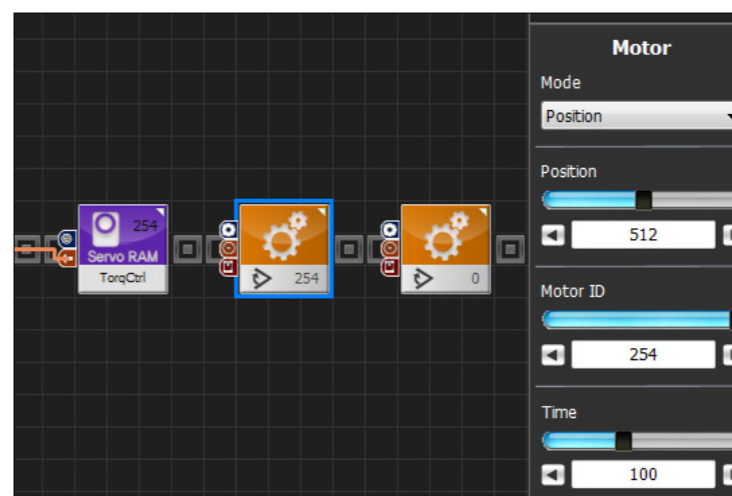 254
Servo RAM
TorqCtrl
254
0
Motor
Mode
Position
Position
512
Motor ID
254
Time
100